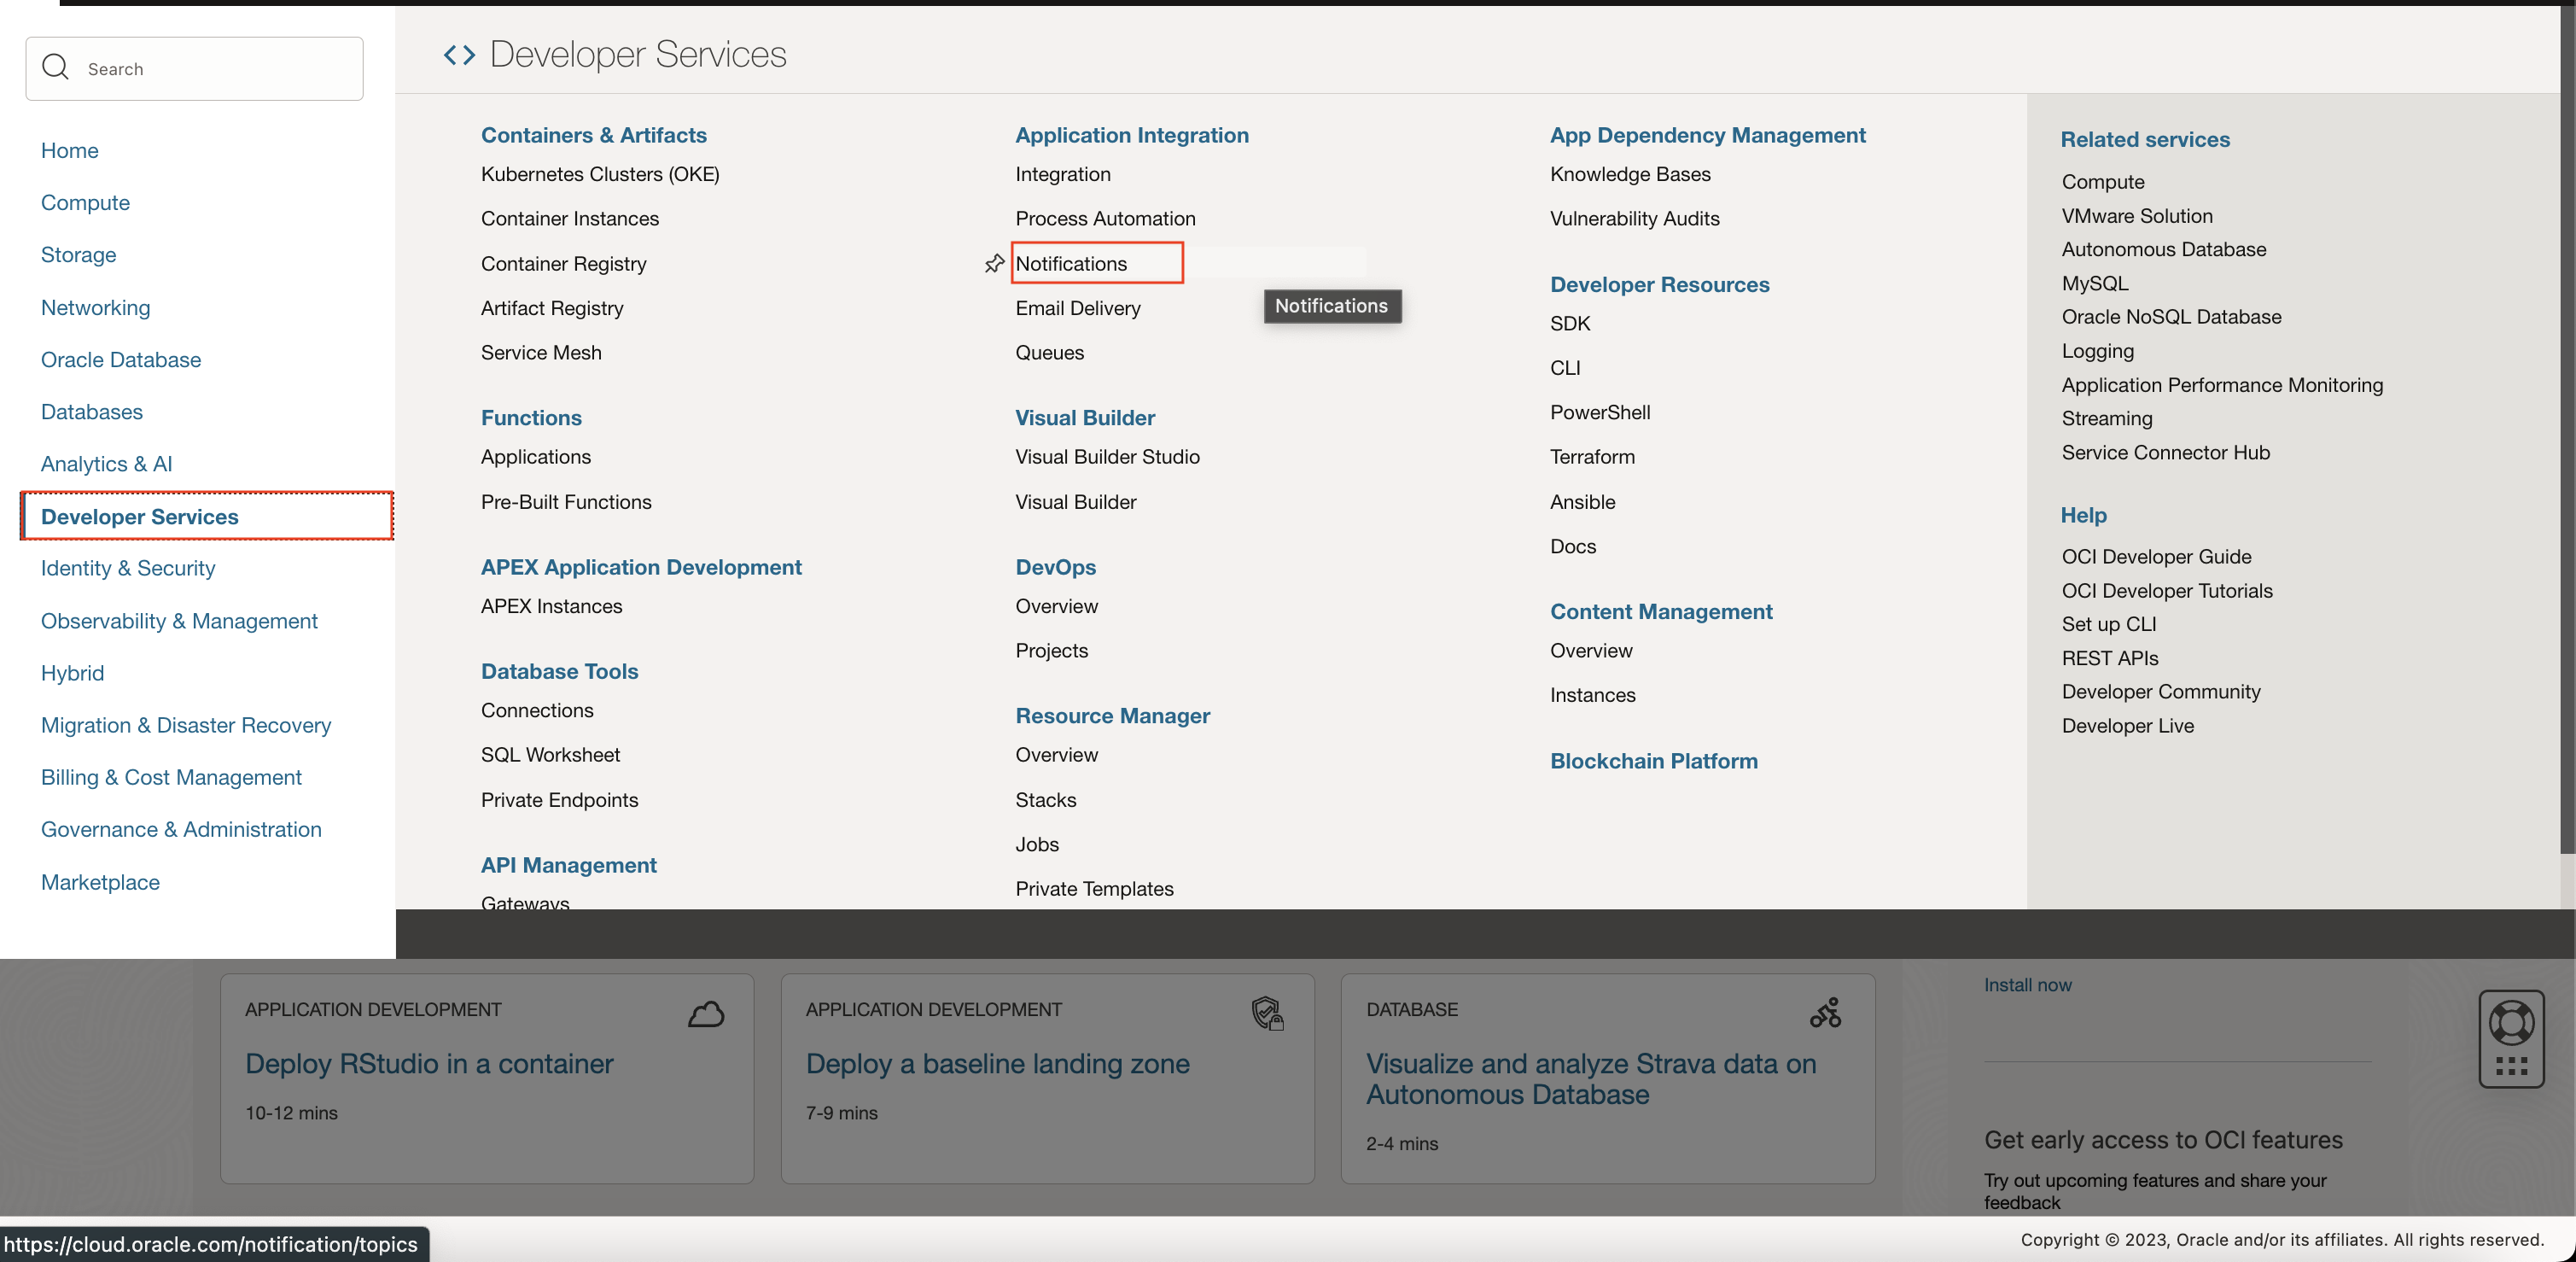 Search
Home
Compute
Storage
Networking
Oracle Database
Databases
Analytics & AI
Developer Services
Identity & Security
Observability & Management
Hybrid
Migration & Disaster Recovery
Billing & Cost Management
Governance & Administration
Marketplace
Developer Services
Containers & Artifacts
Kubernetes Clusters (OKE)
Container Instances
Container Registry
Artifact Registry
Service Mesh
Functions
Applications
Pre-Built Functions
APEX Application Development
APEX Instances
Database Tools
Connections
SQL Worksheet
Private Endpoints
API Management
Gateways
Application Integration
Integration
Process Automation
Notifications
Notifications
Email Delivery
Queues
Visual Builder
Visual Builder Studio
Visual Builder
DevOps
Overview
Projects
Resource Manager
Overview
Stacks
Jobs
Private Templates
App Dependency Management
Knowledge Bases
Vulnerability Audits
Developer Resources
SDK
CLI
PowerShell
Terraform
Ansible
Docs
Content Management
Overview
Instances
Blockchain Platform
Related services
Compute
VMware Solution
Autonomous Database
MySQL
Oracle NoSQL Database
Logging
Application Performance Monitoring
Streaming
Service Connector Hub
Help
OCI Developer Guide
OCI Developer Tutorials
Set up CLI
REST APIs
Developer Community
Developer Live
APPLICATION DEVELOPMENT
Deploy RStudio in a container
10-12 mins
APPLICATION DEVELOPMENT
Deploy a baseline landing zone
7-9 mins
DATABASE
Visualize and analyze Strava data on
Autonomous Database
2-4 mins
Install now
Get early access to OCI features
Try out upcoming features and share your
feedback
https://cloud.oracle.com/notification/topics
Copyright © 2023, Oracle and/or its affiliates. All rights reserved.